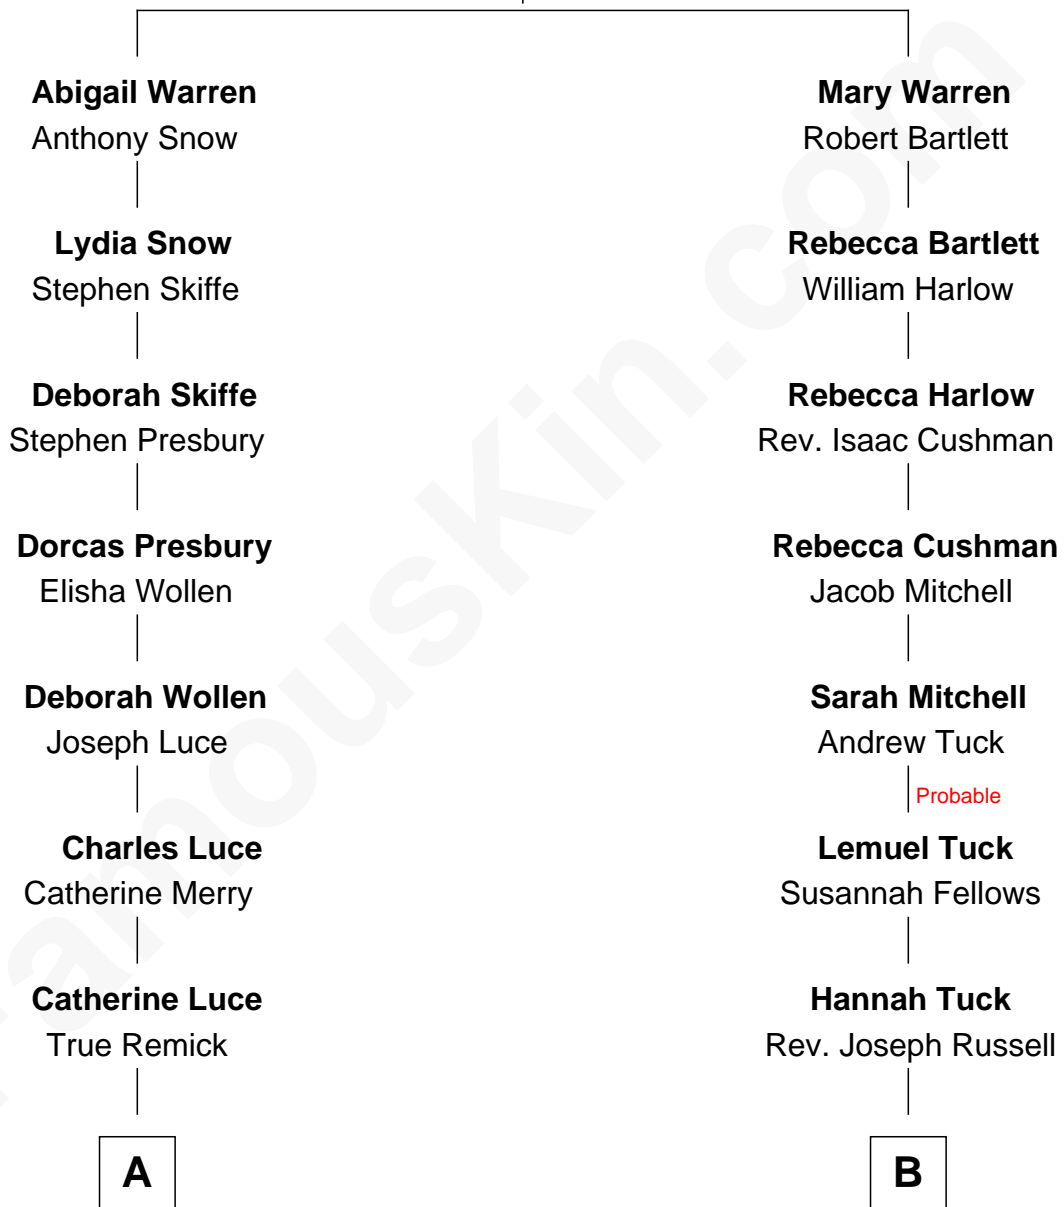 Abigail Warren
Anthony Snow
Lydia Snow
Stephen Skiffe
Deborah Skiffe
Stephen Presbury
Dorcas Presbury
Elisha Wollen
Deborah Wollen
Joseph Luce
Charles Luce
Catherine Merry
Catherine Luce
True Remick
A
Mary Warren
Robert Bartlett
Rebecca Bartlett
William Harlow
Rebecca Harlow
Rev. Isaac Cushman
Rebecca Cushman
Jacob Mitchell
Sarah Mitchell
Andrew Tuck
Probable
Lemuel Tuck
Susannah Fellows
Hannah Tuck
Rev. Joseph Russell
B
FamousKin.com